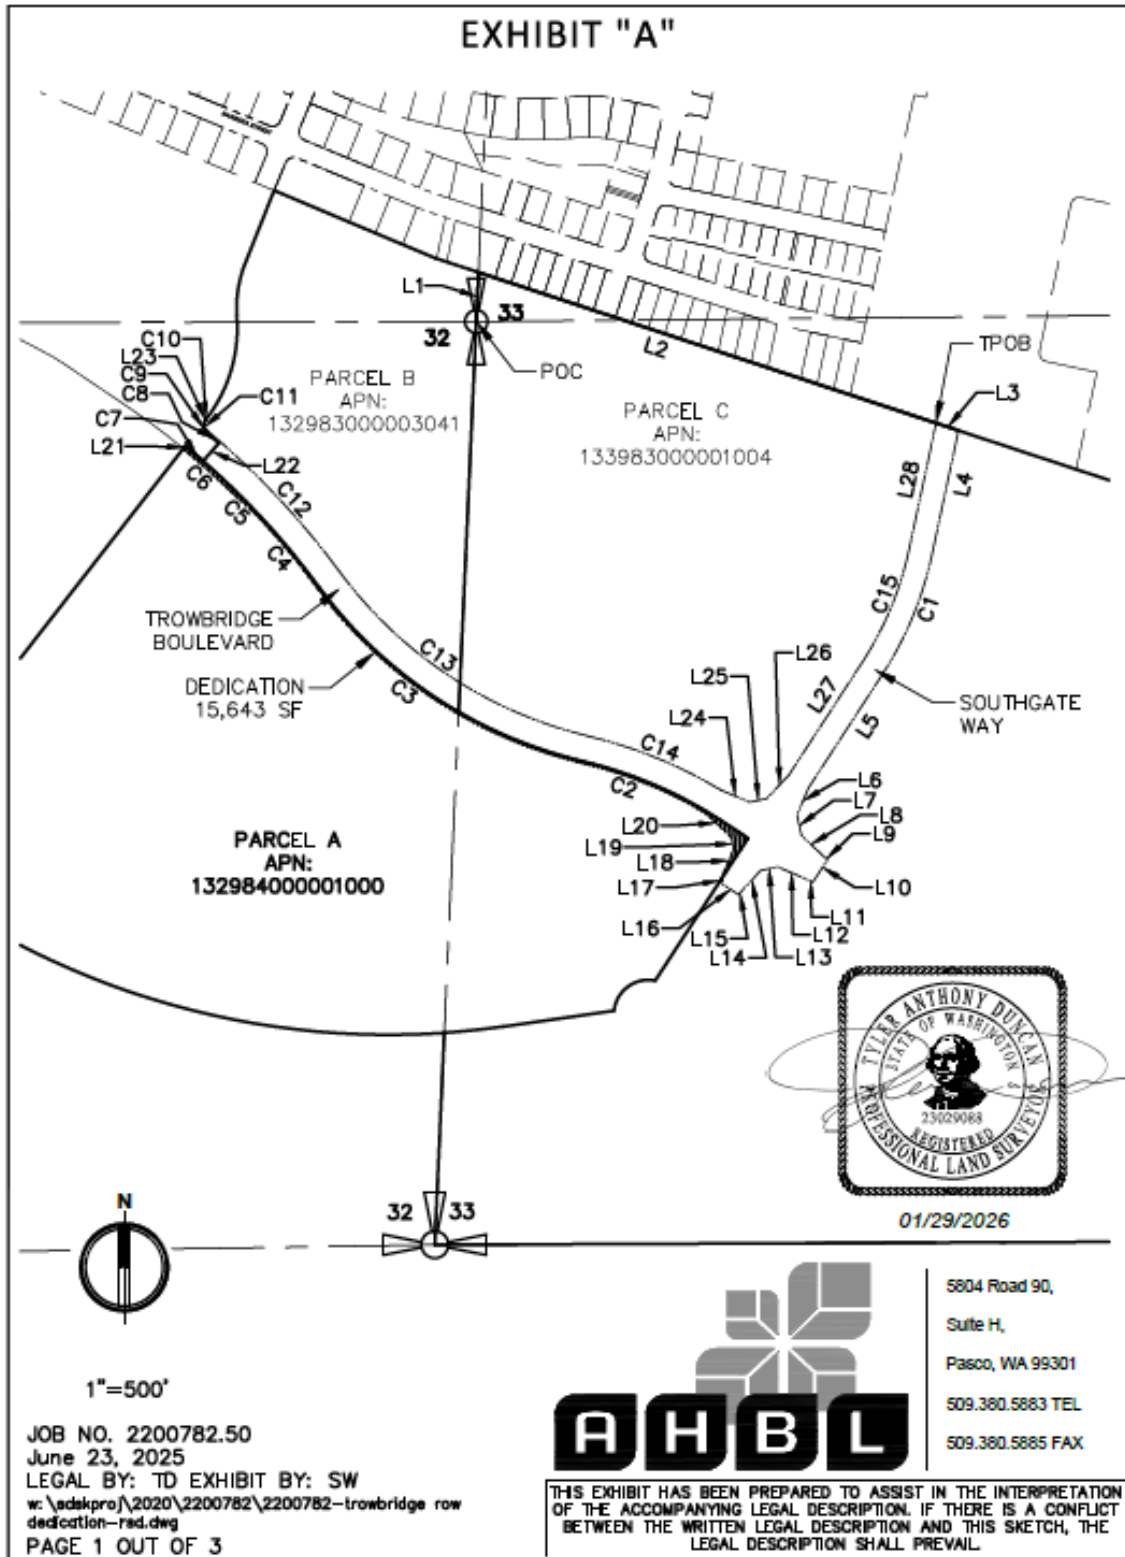 EXHIBIT "A"
L1
33
32
POC
L2
TPOB
L3
C10
L23
C9
C8
C7
L21
C11
L22
C6
C5
C4
C12
PARCEL B
APN:
132983000003041
PARCEL C
APN:
133983000001004
L28
L4
C15
C1
TROWBRIDGE
BOULEVARD
DEDICATION
15,643 SF
C13
C3
C14
C2
L24
L25
L26
L27
L5
SOUTHGATE
WAY
L6
L7
L8
L9
L10
L11
L12
L13
L14
L15
L16
L17
L18
L19
L20
PARCEL A
APN:
132984000001000
TYLER ANTHONY DUNCAN
STATE OF WASHINGTON
23029088
REGISTERED
PROFESSIONAL LAND SURVEYOR
01/29/2026
32 33
N
1"=500'
JOB NO. 2200782.50
June 23, 2025
LEGAL BY: TD EXHIBIT BY: SW
w:\sdskproj\2020\2200782\2200782-trowbridge row
dedication-rsd.dwg
PAGE 1 OUT OF 3
AHBL
5804 Road 90,
Suite H,
Pasco, WA 99301
509.380.5883 TEL
509.380.5885 FAX
THIS EXHIBIT HAS BEEN PREPARED TO ASSIST IN THE INTERPRETATION
OF THE ACCOMPANYING LEGAL DESCRIPTION. IF THERE IS A CONFLICT
BETWEEN THE WRITTEN LEGAL DESCRIPTION AND THIS SKETCH, THE
LEGAL DESCRIPTION SHALL PREVAIL.